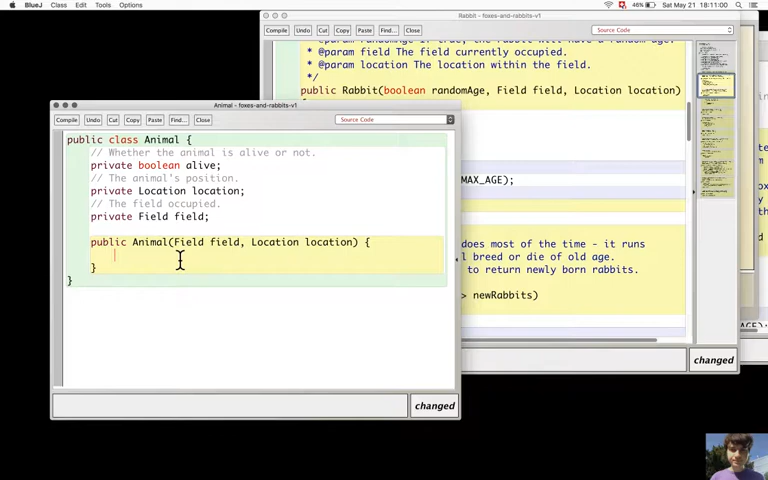 BlueJ Class Edit Tools Options
46% Sat May 21 18:11:00
Rabbit - foxes-and-rabbits-v1
Compile Undo Cut Copy Paste Find... Close Source Code
* @param field The field currently occupied.
* @param location The location within the field.
*/
public Rabbit(boolean randomAge, Field field, Location location)
{
MAX_AGE);
does most of the time - it runs
l breed or die of old age.
to return newly born rabbits.
> newRabbits)
changed
Animal - foxes-and-rabbits-v1
Compile Undo Cut Copy Paste Find... Close Source Code
public class Animal {
// Whether the animal is alive or not.
private boolean alive;
// The animal's position.
private Location location;
// The field occupied.
private Field field;
public Animal(Field field, Location location) {
}
}
changed